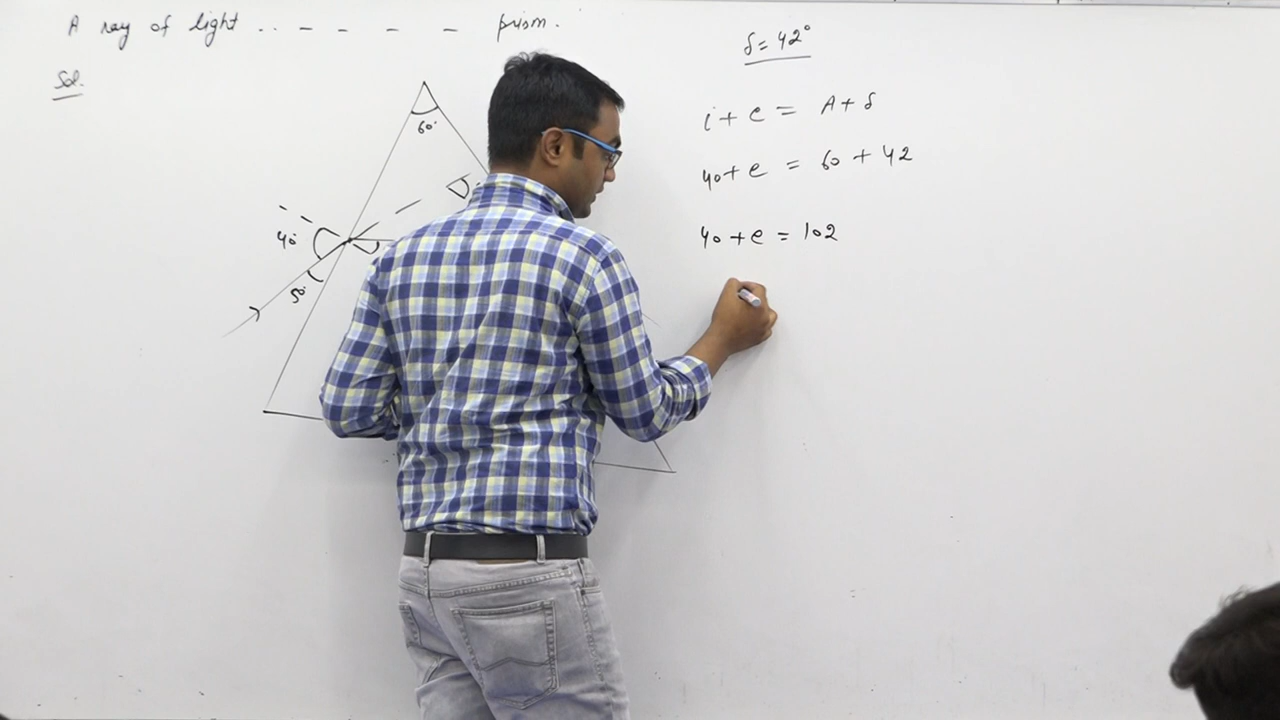 A ray of light .. - - - - prism.
Sol.
60°
40°
50°
δ = 42°
i + e = A + δ
40 + e = 60 + 42
40 + e = 102